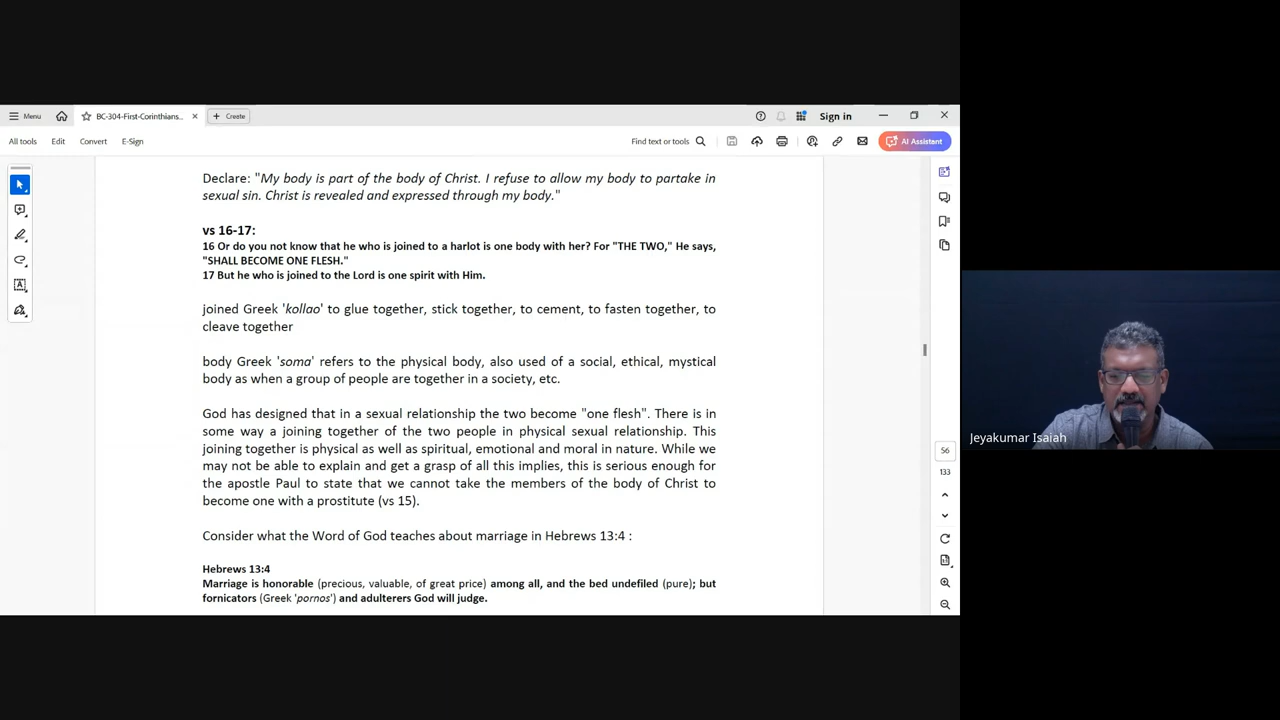 Menu
BC-304-First-Corinthians...
Create
Sign in
All tools
Edit
Convert
E-Sign
Find text or tools
AI Assistant
Declare: "My body is part of the body of Christ. I refuse to allow my body to partake in
sexual sin. Christ is revealed and expressed through my body."
vs 16-17:
16 Or do you not know that he who is joined to a harlot is one body with her? For "THE TWO," He says,
"SHALL BECOME ONE FLESH."
17 But he who is joined to the Lord is one spirit with Him.
joined Greek 'kollao' to glue together, stick together, to cement, to fasten together, to
cleave together
body Greek 'soma' refers to the physical body, also used of a social, ethical, mystical
body as when a group of people are together in a society, etc.
God has designed that in a sexual relationship the two become "one flesh". There is in
some way a joining together of the two people in physical sexual relationship. This
joining together is physical as well as spiritual, emotional and moral in nature. While we
may not be able to explain and get a grasp of all this implies, this is serious enough for
the apostle Paul to state that we cannot take the members of the body of Christ to
become one with a prostitute (vs 15).
Consider what the Word of God teaches about marriage in Hebrews 13:4 :
Hebrews 13:4
Marriage is honorable (precious, valuable, of great price) among all, and the bed undefiled (pure); but
fornicators (Greek 'pornos') and adulterers God will judge.
56
133
Jeyakumar Isaiah